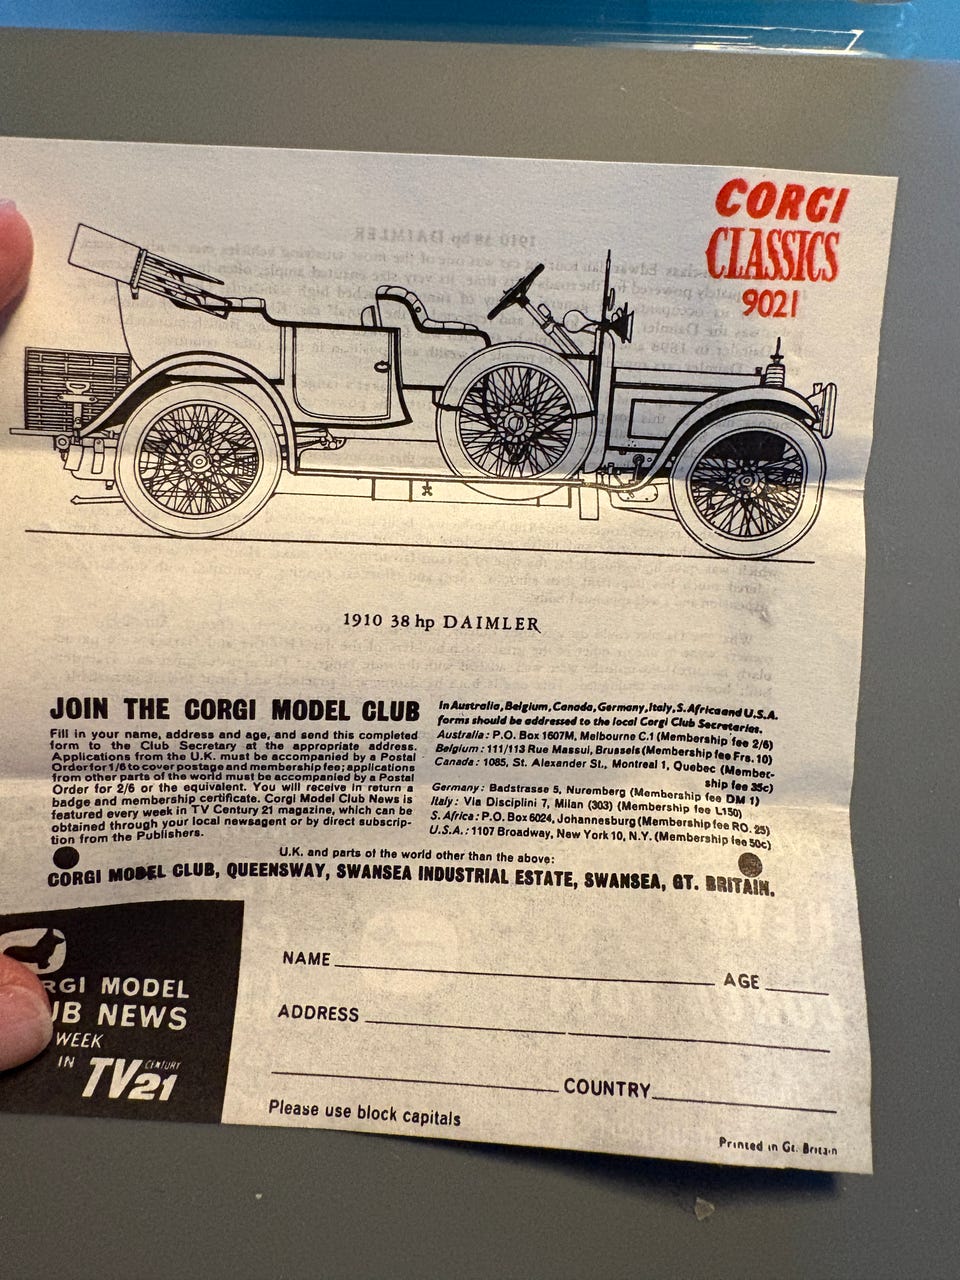 CORGI
CLASSICS
9021
1910 38 hp DAIMLER
JOIN THE CORGI MODEL CLUB
Fill in your name, address and age, and send this completed
form to the Club Secretary at the appropriate address.
Applications from the U.K. must be accompanied by a Postal
Order for 1/6 to cover postage and membership fee; applications
from other parts of the world must be accompanied by a Postal
Order for 2/6 or the equivalent. You will receive in return a
badge and membership certificate. Corgi Model Club News is
featured every week in TV Century 21 magazine, which can be
obtained through your local newsagent or by direct subscrip-
tion from the Publishers.
In Australia, Belgium, Canada, Germany, Italy, S. Africa and U.S.A.
forms should be addressed to the local Corgi Club Secretaries.
Australia: P.O. Box 1607M, Melbourne C.1 (Membership fee 2/6)
Belgium: 111/113 Rue Massui, Brussels (Membership fee Frs. 10)
Canada: 1085, St. Alexander St., Montreal 1, Quebec (Member-
ship fee 35c)
Germany: Badstrasse 5, Nuremberg (Membership fee DM 1)
Italy: Via Disciplini 7, Milan (303) (Membership fee L150)
S. Africa: P.O. Box 6024, Johannesburg (Membership fee RO. 25)
U.S.A.: 1107 Broadway, New York 10, N.Y. (Membership fee 50c)
U.K. and parts of the world other than the above:
CORGI MODEL CLUB, QUEENSWAY, SWANSEA INDUSTRIAL ESTATE, SWANSEA, GT. BRITAIN.
RGI MODEL
UB NEWS
WEEK
IN TV CENTURY 21
NAME AGE
ADDRESS
COUNTRY
Please use block capitals
Printed in Gt. Britain